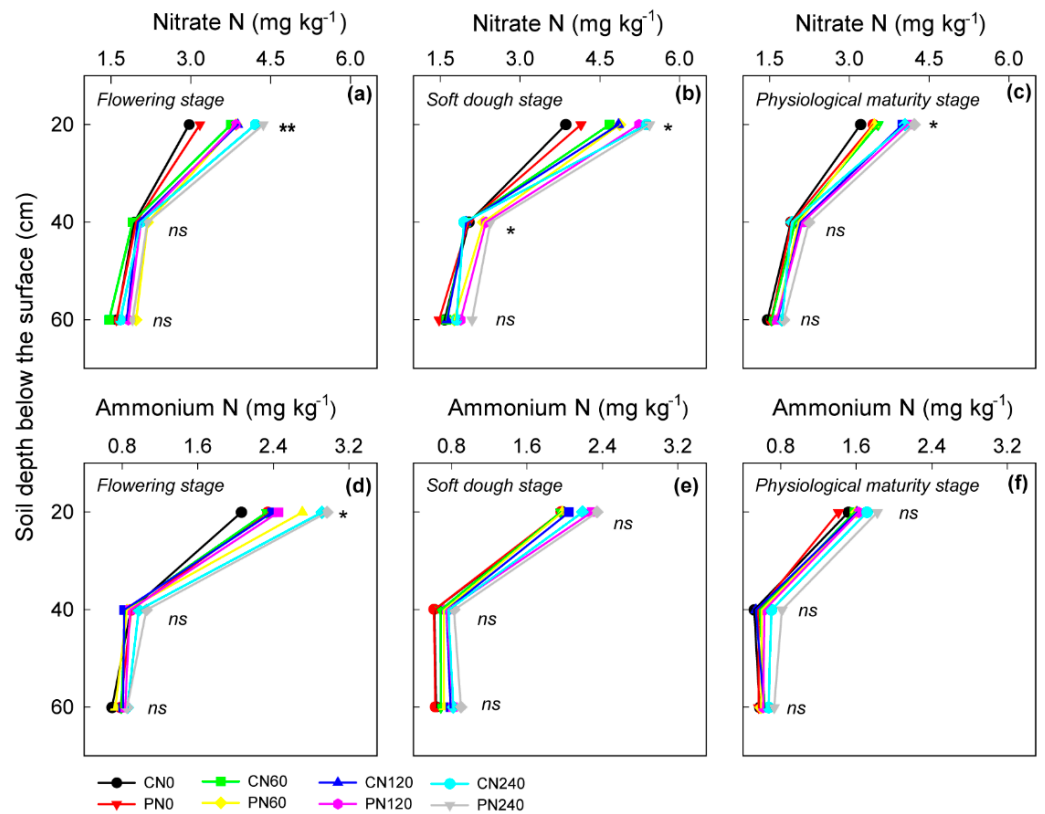 Nitrate N (mg kg⁻¹)
Nitrate N (mg kg⁻¹)
Nitrate N (mg kg⁻¹)
1.5 3.0 4.5 6.0
1.5 3.0 4.5 6.0
1.5 3.0 4.5 6.0
Flowering stage (a)
Soft dough stage (b)
Physiological maturity stage (c)
20 ** * *
40 ns * ns
60 ns ns ns
Soil depth below the surface (cm)
Ammonium N (mg kg⁻¹)
Ammonium N (mg kg⁻¹)
Ammonium N (mg kg⁻¹)
0.8 1.6 2.4 3.2
0.8 1.6 2.4 3.2
0.8 1.6 2.4 3.2
Flowering stage (d)
Soft dough stage (e)
Physiological maturity stage (f)
20 * ns ns
40 ns ns ns
60 ns ns ns
CN0 CN60 CN120 CN240
PN0 PN60 PN120 PN240